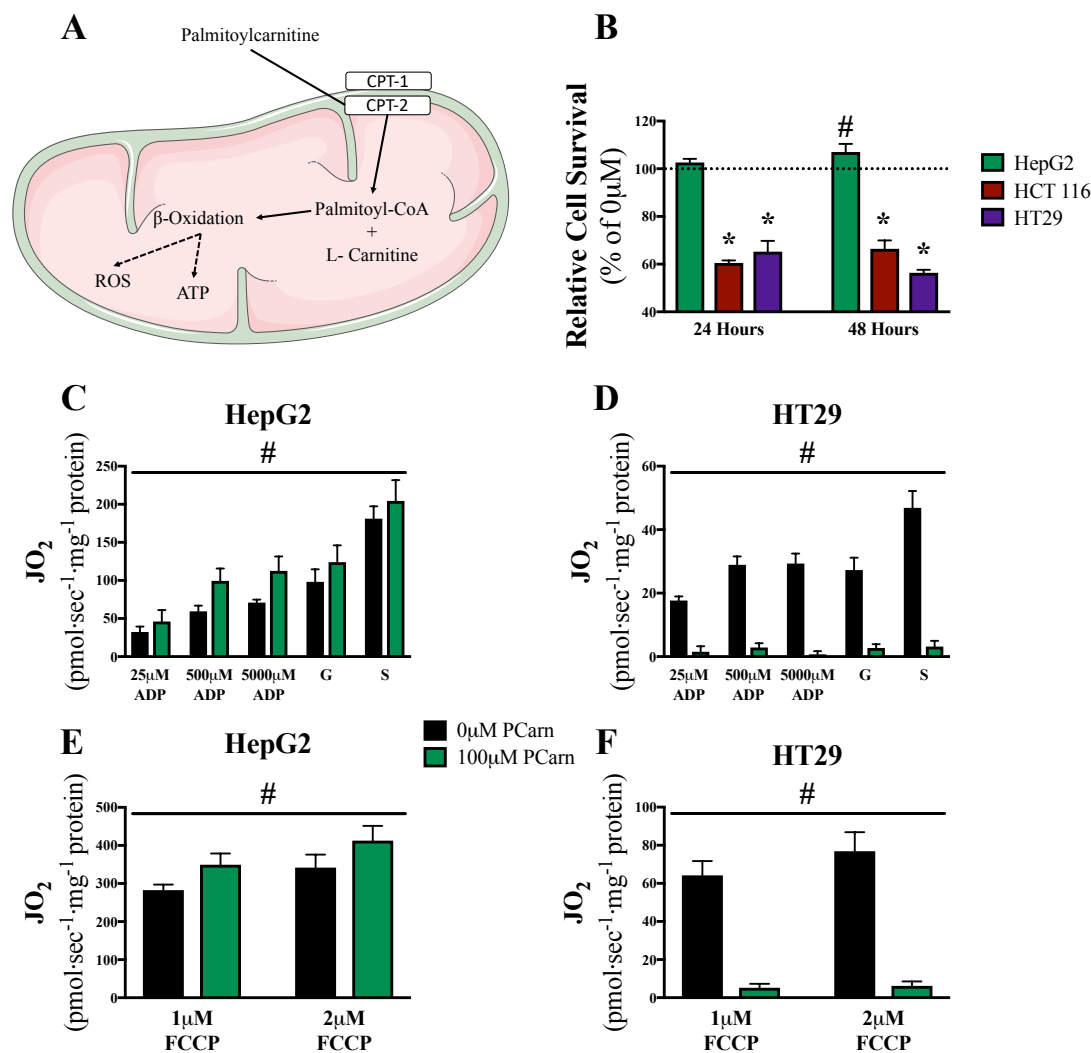 A
Palmitoylcarnitine
CPT-1
CPT-2
β-Oxidation
Palmitoyl-CoA
+
L- Carnitine
ROS
ATP
B
Relative Cell Survival
(% of 0μM)
120
100
80
60
40
#
*
*
*
*
24 Hours
48 Hours
HepG2
HCT 116
HT29
C
HepG2
#
JO2
(pmol·sec-1·mg-1 protein)
250
200
150
100
50
0
25μM
ADP
500μM
ADP
5000μM
ADP
G
S
D
HT29
#
JO2
(pmol·sec-1·mg-1 protein)
60
40
20
0
25μM
ADP
500μM
ADP
5000μM
ADP
G
S
0μM PCarn
100μM PCarn
E
HepG2
#
JO2
(pmol·sec-1·mg-1 protein)
500
400
300
200
100
0
1μM
FCCP
2μM
FCCP
F
HT29
#
JO2
(pmol·sec-1·mg-1 protein)
100
80
60
40
20
0
1μM
FCCP
2μM
FCCP